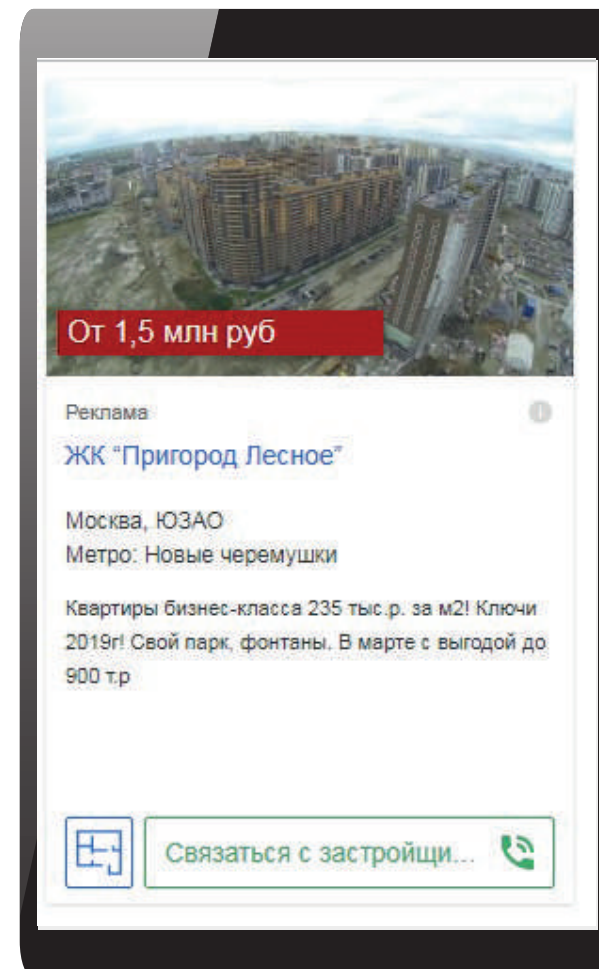 От 1,5 млн руб
Реклама
ЖК “Пригород Лесное”
Москва, ЮЗАО
Метро: Новые черемушки
Квартиры бизнес-класса 235 тыс.р. за м2! Ключи
2019г! Свой парк, фонтаны. В марте с выгодой до
900 т.р
Связаться с застройщи...